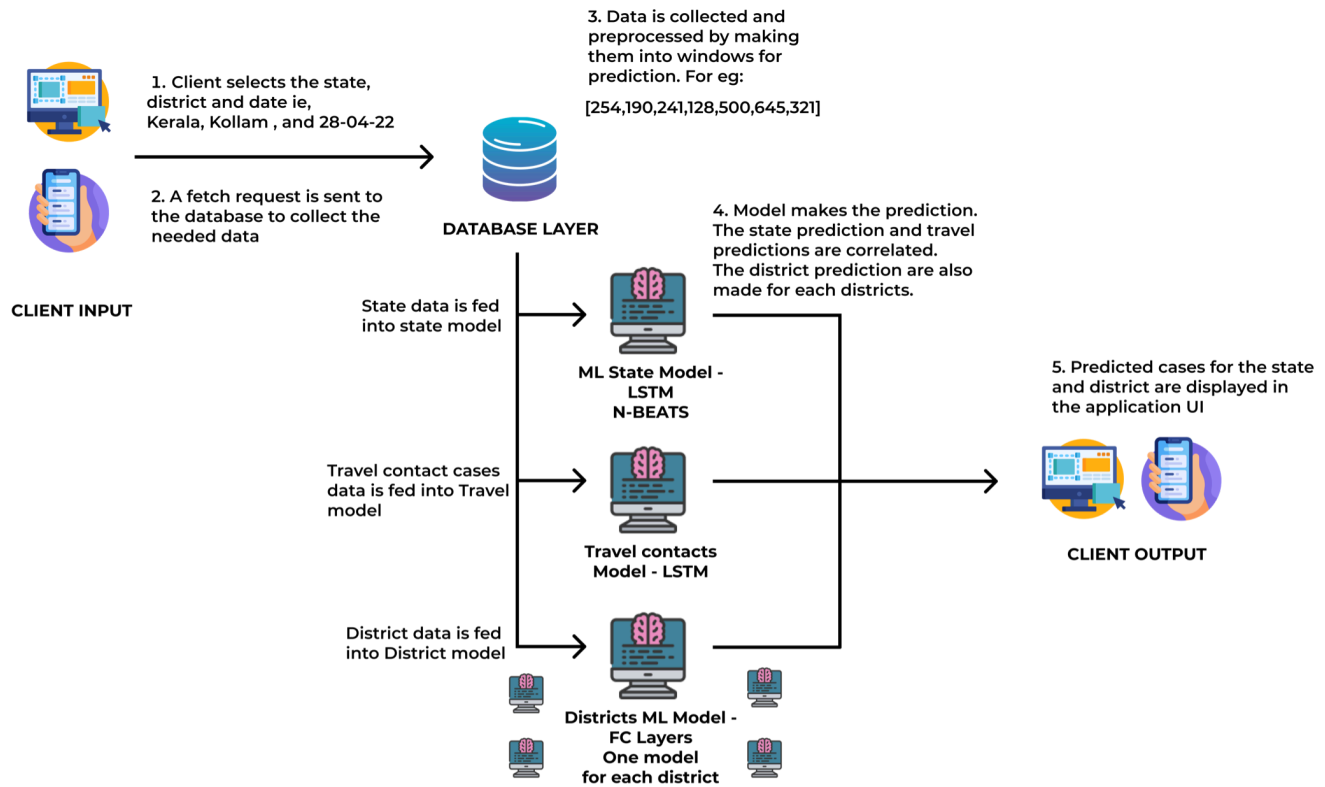 1. Client selects the state,
district and date ie,
Kerala, Kollam , and 28-04-22
2. A fetch request is sent to
the database to collect the
needed data
CLIENT INPUT
3. Data is collected and
preprocessed by making
them into windows for
prediction. For eg:
[254,190,241,128,500,645,321]
DATABASE LAYER
4. Model makes the prediction.
The state prediction and travel
predictions are correlated.
The district prediction are also
made for each districts.
State data is fed
into state model
ML State Model -
LSTM
N-BEATS
Travel contact cases
data is fed into Travel
model
Travel contacts
Model - LSTM
District data is fed
into District model
Districts ML Model -
FC Layers
One model
for each district
5. Predicted cases for the state
and district are displayed in
the application UI
CLIENT OUTPUT